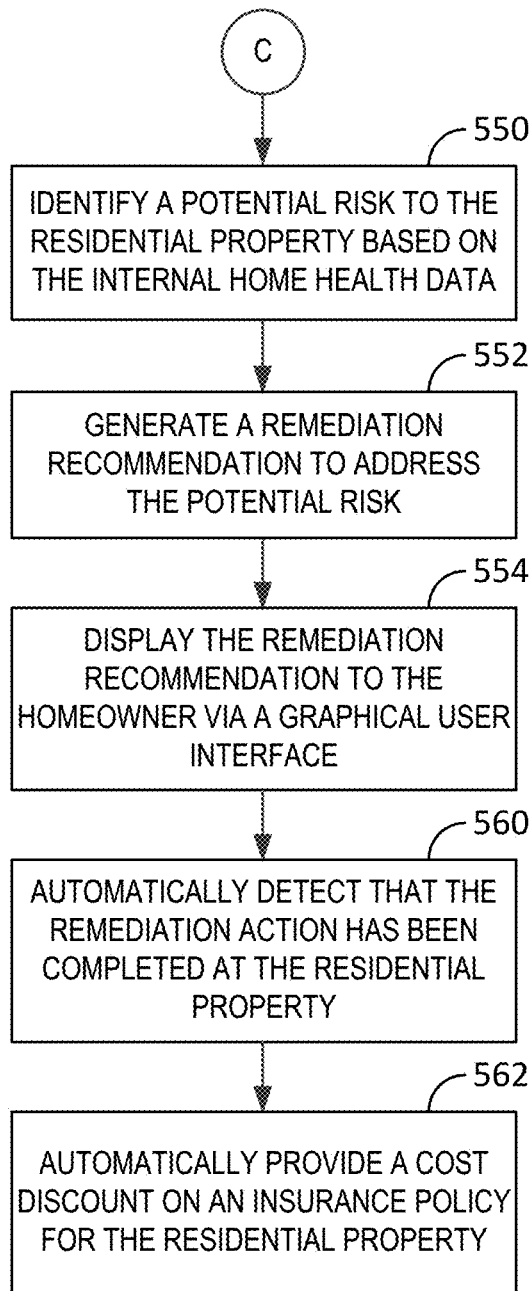 C
550
IDENTIFY A POTENTIAL RISK TO THE
RESIDENTIAL PROPERTY BASED ON
THE INTERNAL HOME HEALTH DATA
552
GENERATE A REMEDIATION
RECOMMENDATION TO ADDRESS
THE POTENTIAL RISK
554
DISPLAY THE REMEDIATION
RECOMMENDATION TO THE
HOMEOWNER VIA A GRAPHICAL USER
INTERFACE
560
AUTOMATICALLY DETECT THAT THE
REMEDIATION ACTION HAS BEEN
COMPLETED AT THE RESIDENTIAL
PROPERTY
562
AUTOMATICALLY PROVIDE A COST
DISCOUNT ON AN INSURANCE POLICY
FOR THE RESIDENTIAL PROPERTY